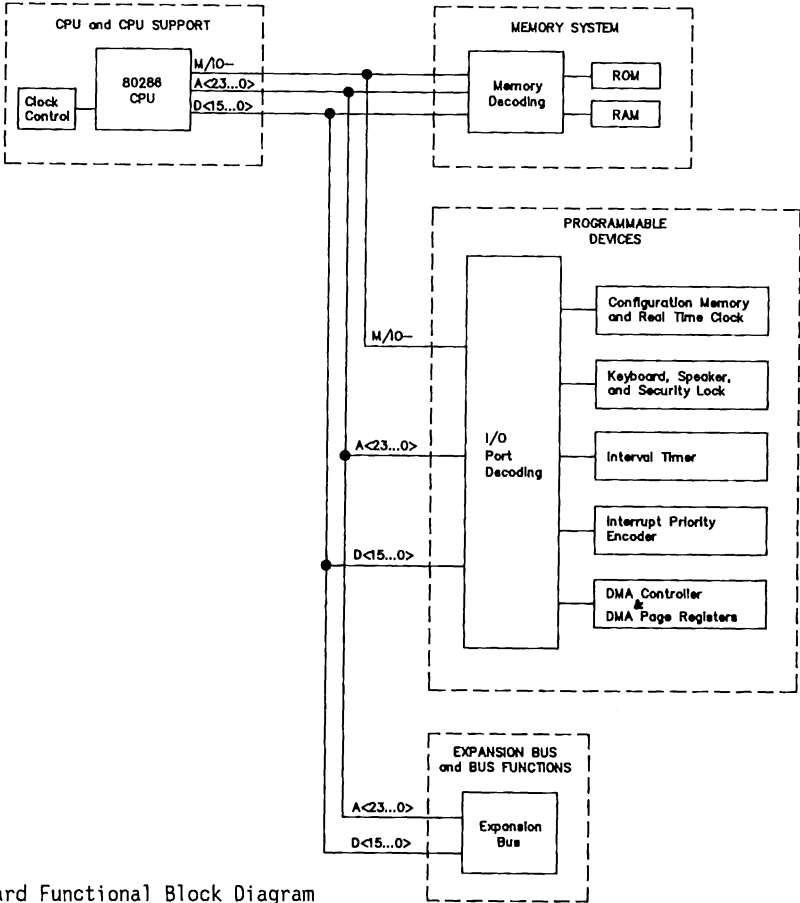 CPU and CPU SUPPORT
80286
CPU
Clock
Control
M/IO–
A<23...0>
D<15...0>
MEMORY SYSTEM
Memory
Decoding
ROM
RAM
PROGRAMMABLE
DEVICES
M/IO–
A<23...0>
D<15...0>
I/O
Port
Decoding
Configuration Memory
and Real Time Clock
Keyboard, Speaker,
and Security Lock
Interval Timer
Interrupt Priority
Encoder
DMA Controller
&
DMA Page Registers
EXPANSION BUS
and BUS FUNCTIONS
A<23...0>
D<15...0>
Expansion
Bus
ard Functional Block Diagram